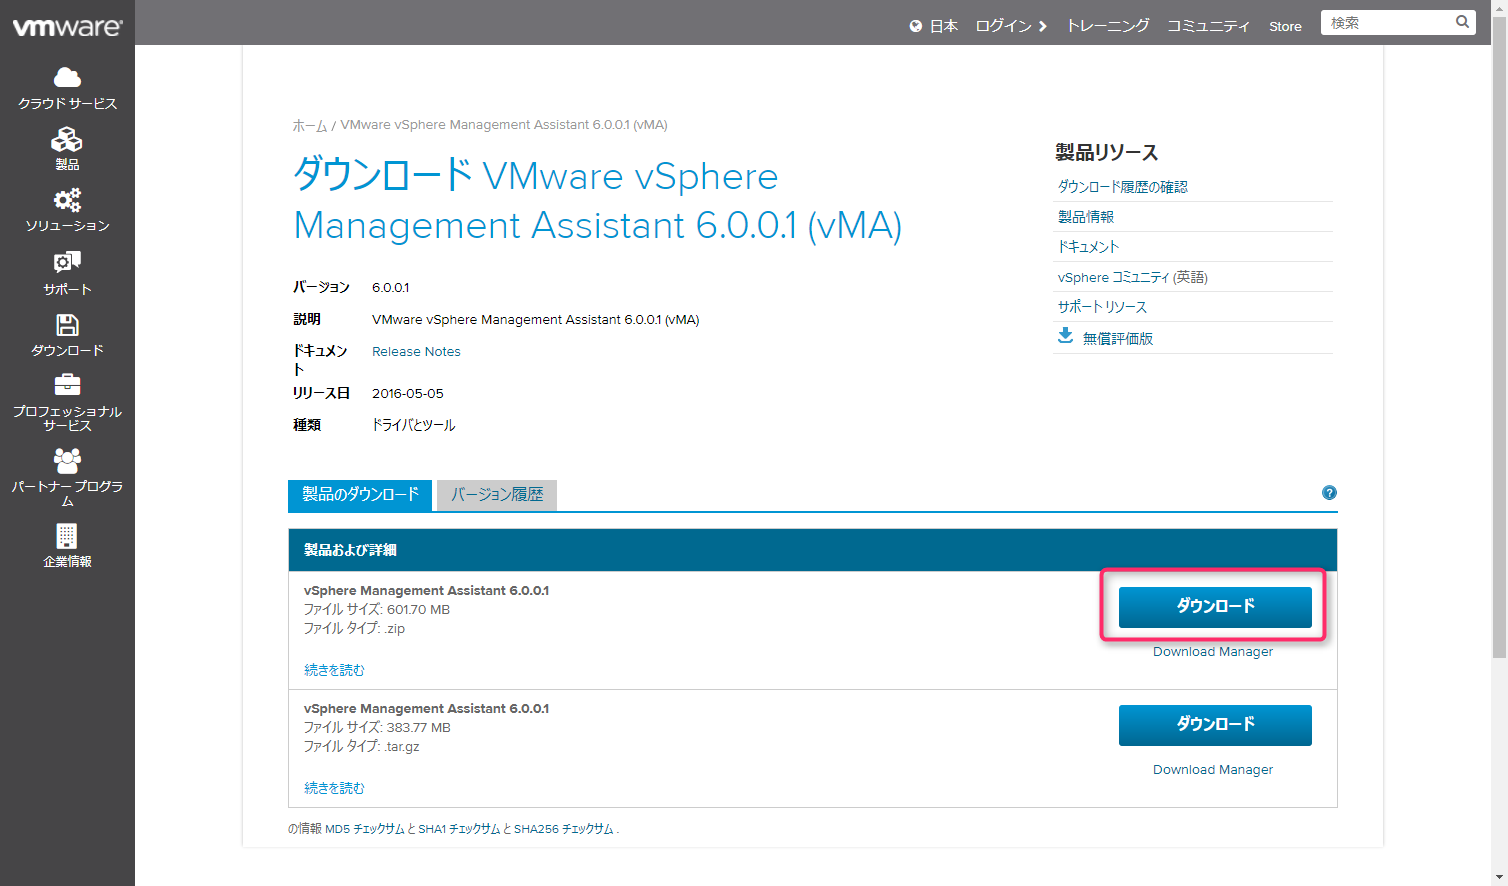 vmware
日本
ログイン
トレーニング
コミュニティ
Store
検索
クラウド サービス
製品
ソリューション
サポート
ダウンロード
プロフェッショナル
サービス
パートナー プログラ
ム
企業情報
ホーム / VMware vSphere Management Assistant 6.0.0.1 (vMA)
ダウンロード VMware vSphere
Management Assistant 6.0.0.1 (vMA)
バージョン 6.0.0.1
説明 VMware vSphere Management Assistant 6.0.0.1 (vMA)
ドキュメン Release Notes
ト
リリース日 2016-05-05
種類 ドライバとツール
製品リソース
ダウンロード履歴の確認
製品情報
ドキュメント
vSphere コミュニティ (英語)
サポート リソース
無償評価版
製品のダウンロード
バージョン履歴
?
製品および詳細
vSphere Management Assistant 6.0.0.1
ファイル サイズ: 601.70 MB
ファイル タイプ: .zip
続きを読む
ダウンロード
Download Manager
vSphere Management Assistant 6.0.0.1
ファイル サイズ: 383.77 MB
ファイル タイプ: .tar.gz
続きを読む
ダウンロード
Download Manager
の情報 MD5 チェックサム と SHA1 チェックサム と SHA256 チェックサム .